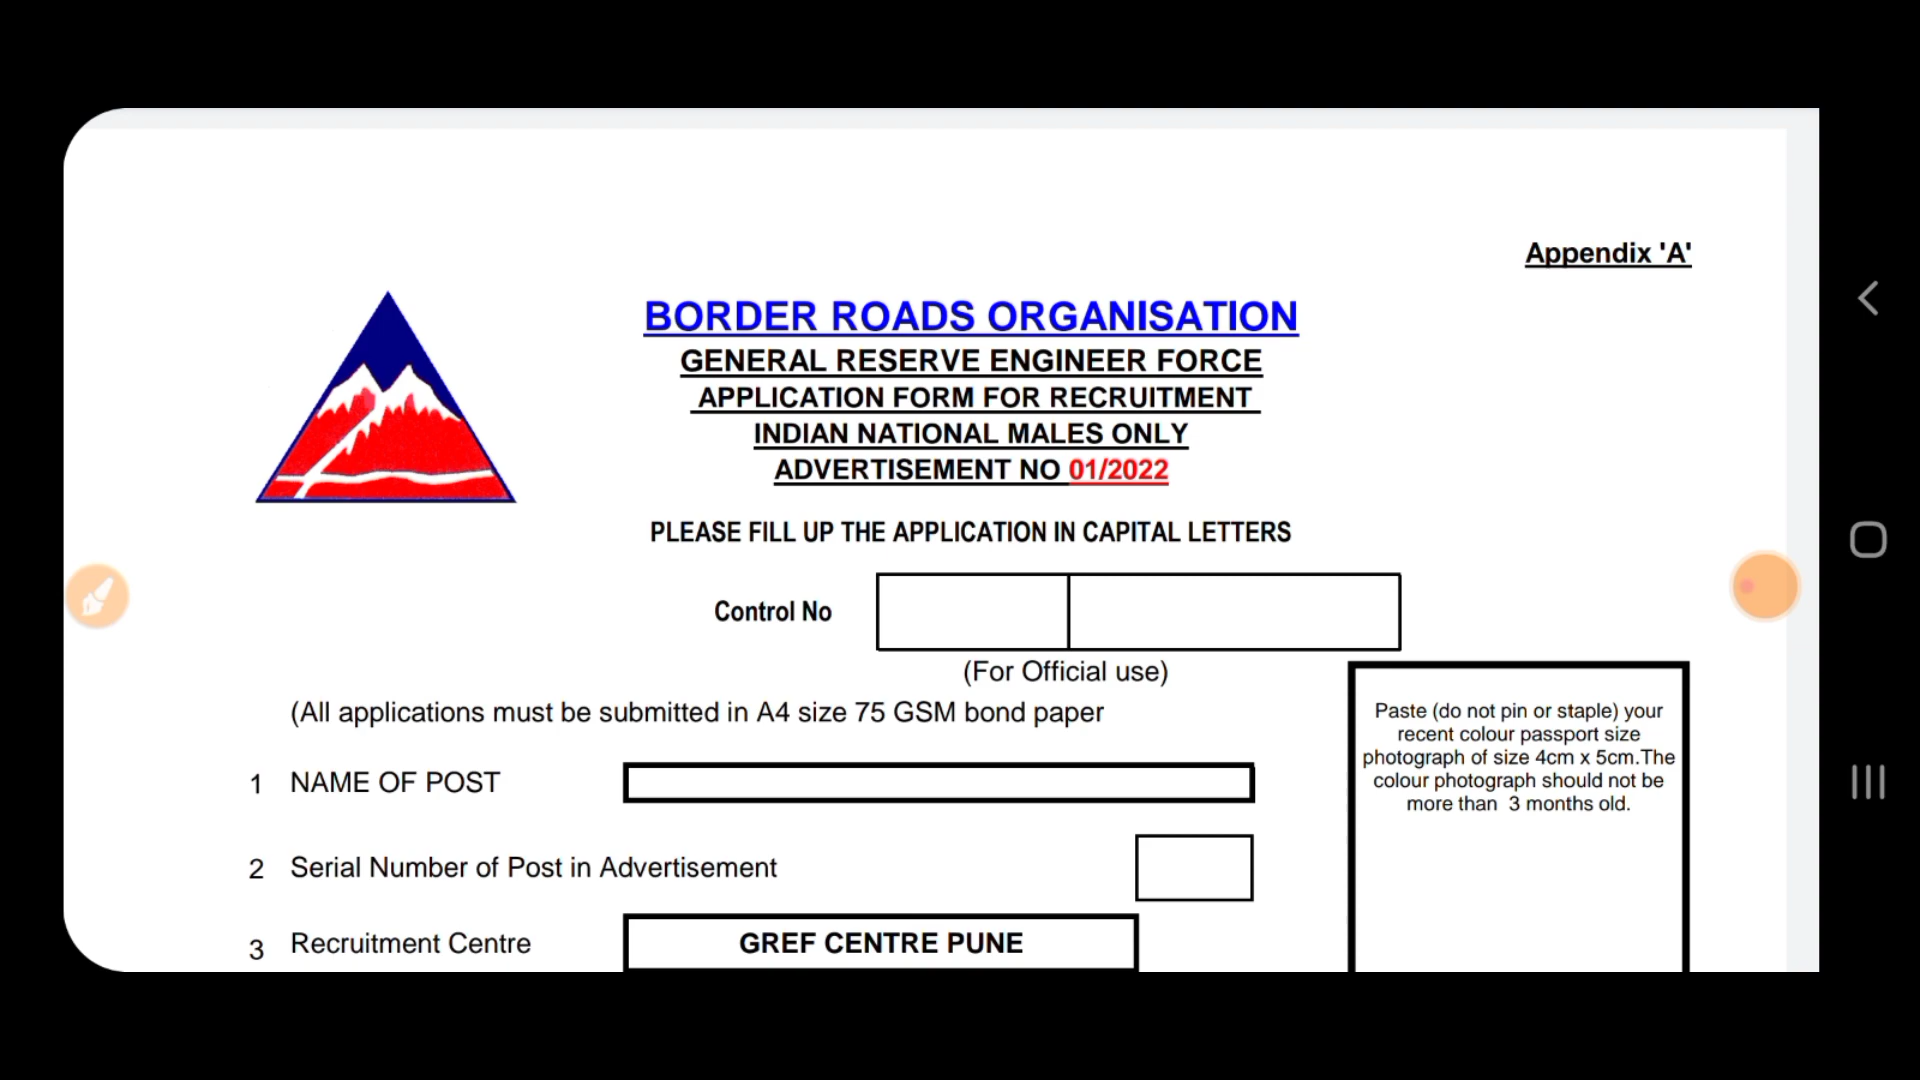 Appendix 'A'
BORDER ROADS ORGANISATION
GENERAL RESERVE ENGINEER FORCE
APPLICATION FORM FOR RECRUITMENT
INDIAN NATIONAL MALES ONLY
ADVERTISEMENT NO 01/2022
PLEASE FILL UP THE APPLICATION IN CAPITAL LETTERS
Control No
(For Official use)
(All applications must be submitted in A4 size 75 GSM bond paper
Paste (do not pin or staple) your
recent colour passport size
photograph of size 4cm x 5cm.The
colour photograph should not be
more than 3 months old.
1 NAME OF POST
2 Serial Number of Post in Advertisement
3 Recruitment Centre GREF CENTRE PUNE